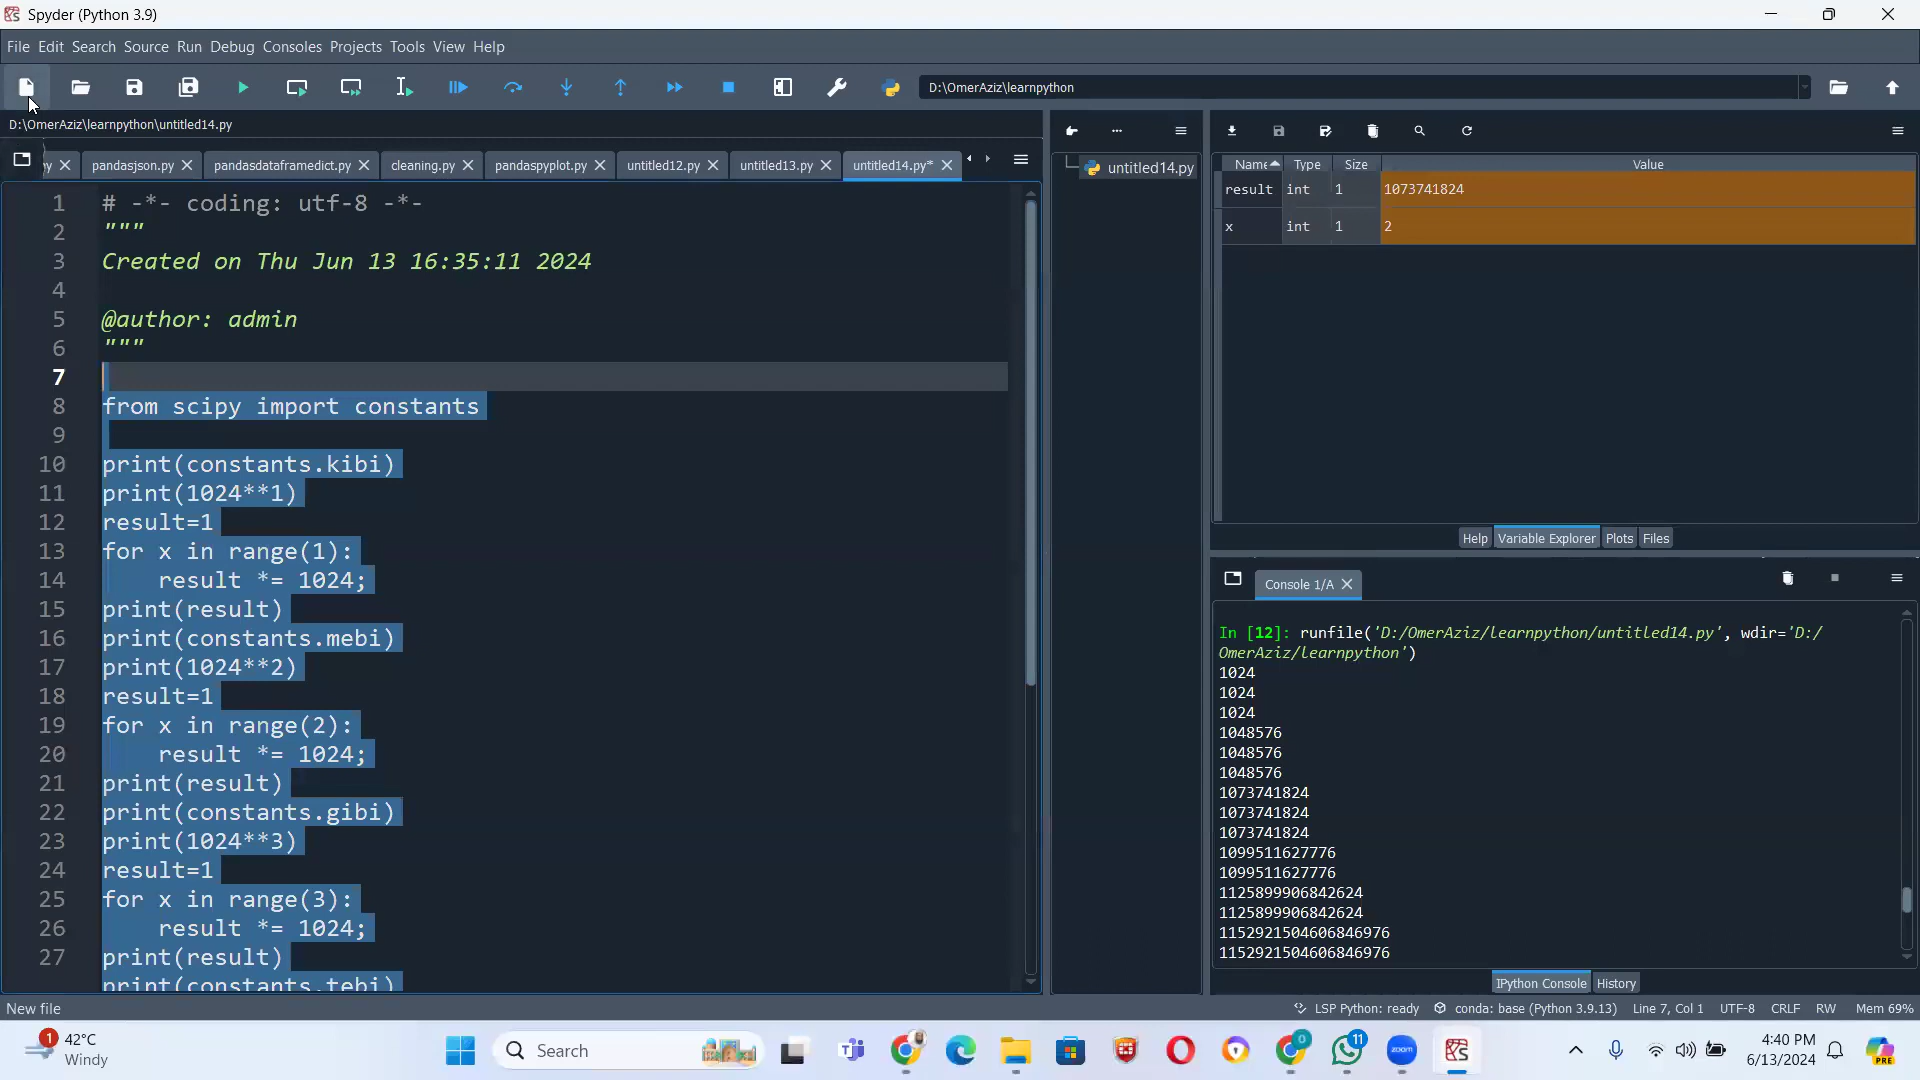 Spyder (Python 3.9)
File Edit Search Source Run Debug Consoles Projects Tools View Help
D:\OmerAziz\learnpython
D:\OmerAziz\learnpython\untitled14.py
y pandasjson.py pandasdataframedict.py cleaning.py pandaspyplot.py untitled12.py untitled13.py untitled14.py*
1 # -*- coding: utf-8 -*-
2 """
3 Created on Thu Jun 13 16:35:11 2024
4
5 @author: admin
6 """
7
8 from scipy import constants
9
10 print(constants.kibi)
11 print(1024**1)
12 result=1
13 for x in range(1):
14 result *= 1024;
15 print(result)
16 print(constants.mebi)
17 print(1024**2)
18 result=1
19 for x in range(2):
20 result *= 1024;
21 print(result)
22 print(constants.gibi)
23 print(1024**3)
24 result=1
25 for x in range(3):
26 result *= 1024;
27 print(result)
print(constants.tebi)
untitled14.py
Name Type Size Value
result int 1 1073741824
x int 1 2
Help Variable Explorer Plots Files
Console 1/A
In [12]: runfile('D:/OmerAziz/learnpython/untitled14.py', wdir='D:/
OmerAziz/learnpython')
1024
1024
1024
1048576
1048576
1048576
1073741824
1073741824
1073741824
1099511627776
1099511627776
1125899906842624
1125899906842624
1152921504606846976
1152921504606846976
IPython Console History
New file
LSP Python: ready conda: base (Python 3.9.13) Line 7, Col 1 UTF-8 CRLF RW Mem 69%
1
42°C
Windy
Search
0
11
zoom
PRE
4:40 PM
6/13/2024